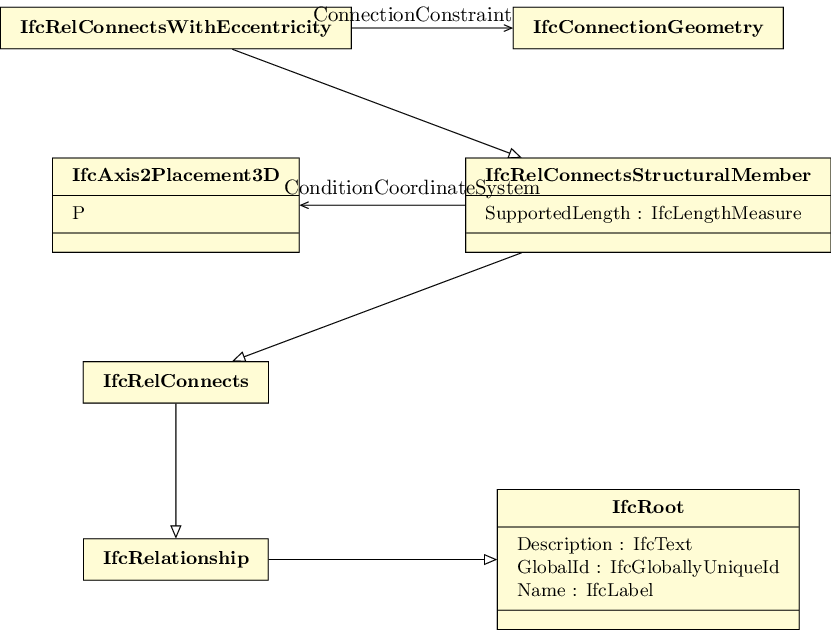 ConnectionConstraint
IfcRelConnectsWithEccentricity
IfcConnectionGeometry
IfcAxis2Placement3D
P
ConditionCoordinateSystem
IfcRelConnectsStructuralMember
SupportedLength : IfcLengthMeasure
IfcRelConnects
IfcRelationship
IfcRoot
Description : IfcText
GlobalId : IfcGloballyUniqueId
Name : IfcLabel